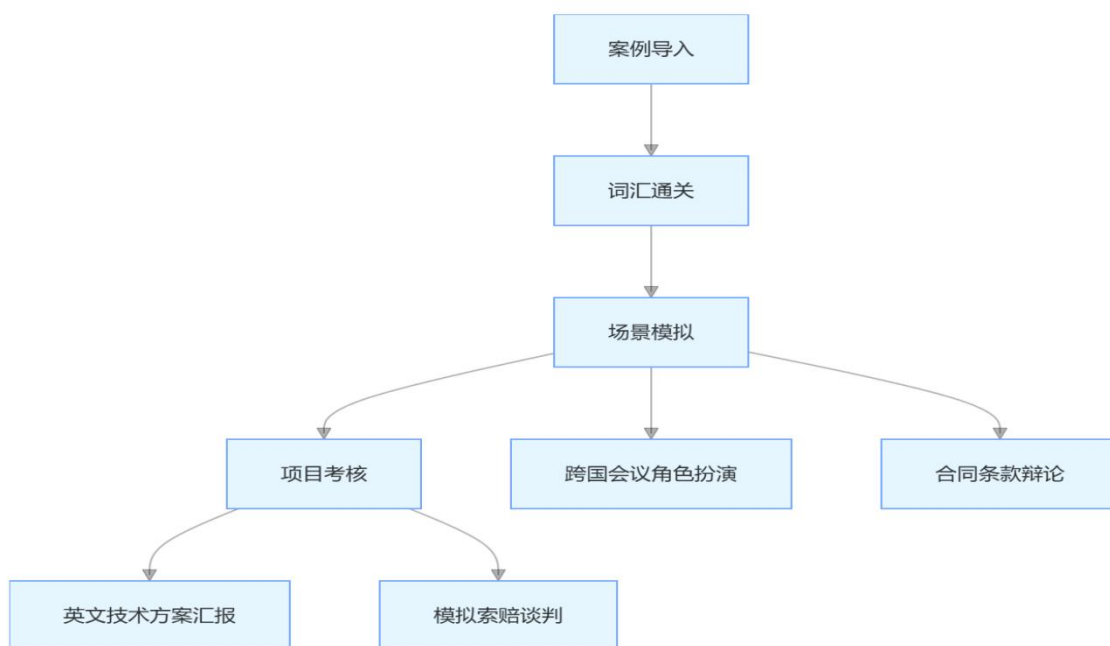 案例导入
词汇通关
场景模拟
项目考核
跨国会议角色扮演
合同条款辩论
英文技术方案汇报
模拟索赔谈判